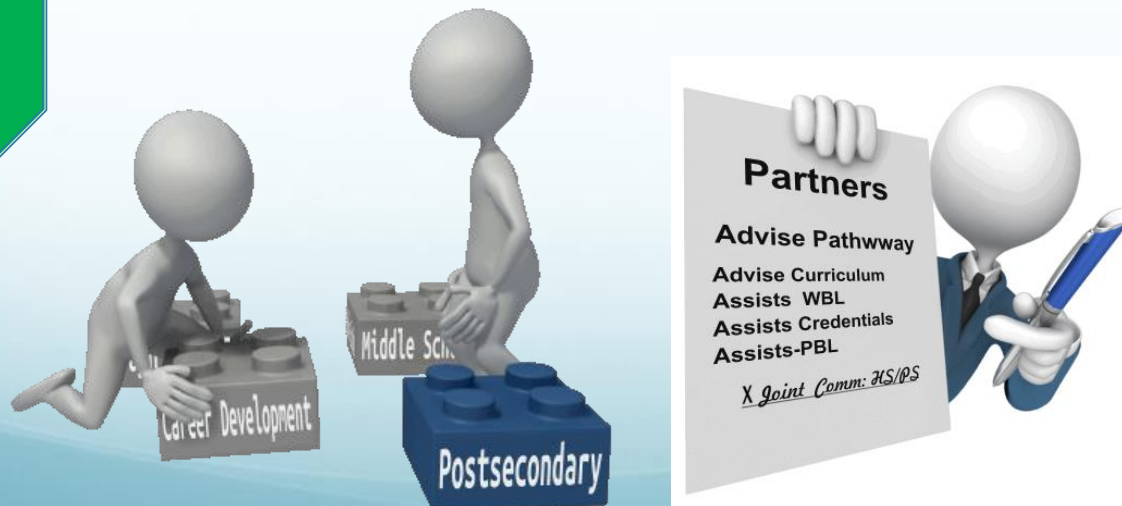 Career Development
Middle
Postsecondary
Partners
Advise Pathwway
Advise Curriculum
Assists WBL
Assists Credentials
Assists-PBL
X Joint Comm: HS/PS